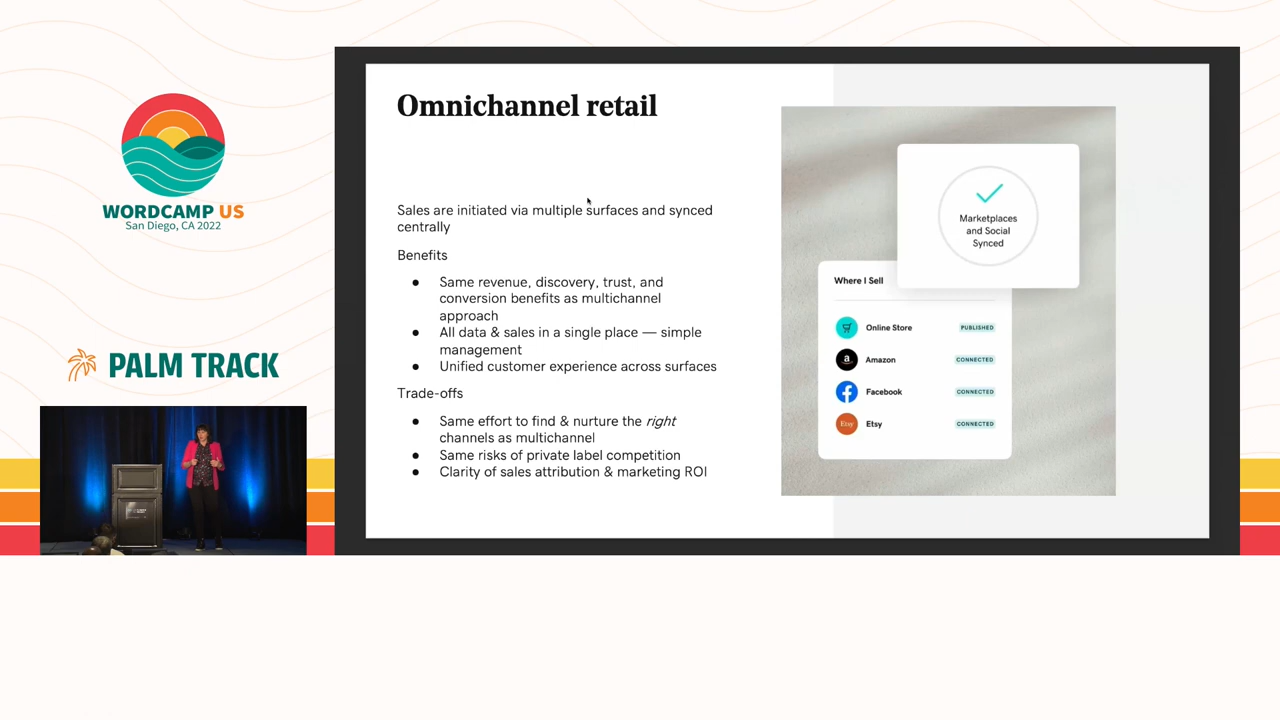 WORDCAMP US
San Diego, CA 2022
PALM TRACK
Omnichannel retail
Sales are initiated via multiple surfaces and synced
centrally
Benefits
● Same revenue, discovery, trust, and
conversion benefits as multichannel
approach
● All data & sales in a single place — simple
management
● Unified customer experience across surfaces
Trade-offs
● Same effort to find & nurture the right
channels as multichannel
● Same risks of private label competition
● Clarity of sales attribution & marketing ROI
Marketplaces
and Social
Synced
Where I Sell
Online Store PUBLISHED
a Amazon CONNECTED
f Facebook CONNECTED
Etsy Etsy CONNECTED